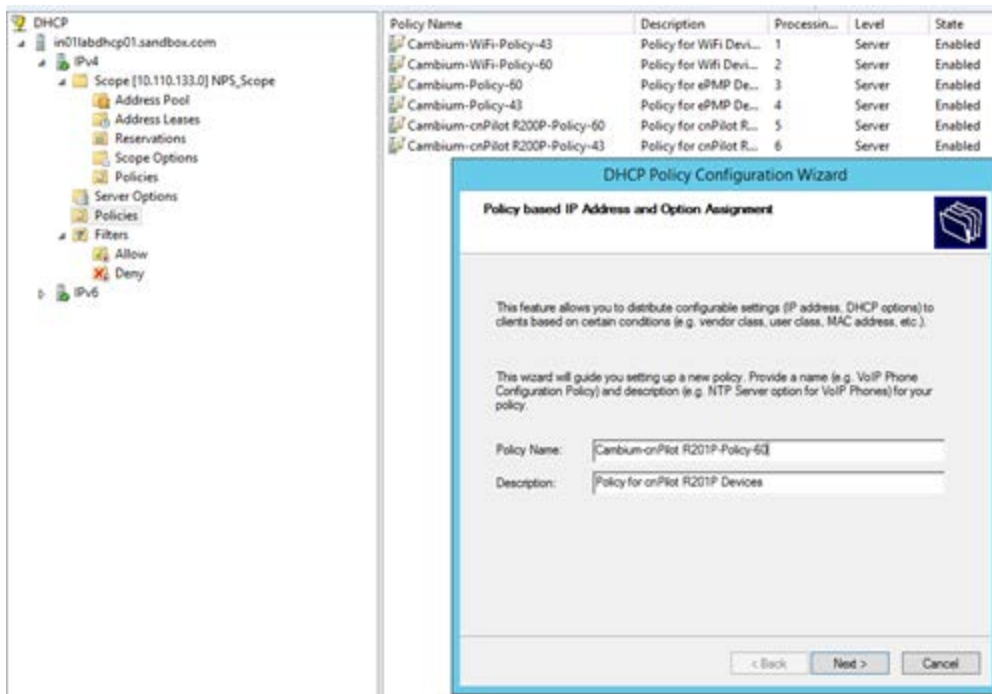 DHCP
in01labdhcp01.sandbox.com
IPv4
Scope [10.110.133.0] NPS_Scope
Address Pool
Address Leases
Reservations
Scope Options
Policies
Server Options
Policies
Filters
Allow
Deny
IPv6
Policy Name Description Processin... Level State
Cambium-WiFi-Policy-43 Policy for WiFi Devi... 1 Server Enabled
Cambium-WiFi-Policy-60 Policy for Wifi Devi... 2 Server Enabled
Cambium-Policy-60 Policy for ePMP De... 3 Server Enabled
Cambium-Policy-43 Policy for ePMP De... 4 Server Enabled
Cambium-cnPilot R200P-Policy-60 Policy for cnPilot R... 5 Server Enabled
Cambium-cnPilot R200P-Policy-43 Policy for cnPilot R... 6 Server Enabled
DHCP Policy Configuration Wizard
Policy based IP Address and Option Assignment
This feature allows you to distribute configurable settings (IP address, DHCP options) to
clients based on certain conditions (e.g. vendor class, user class, MAC address, etc.).
This wizard will guide you setting up a new policy. Provide a name (e.g. VoIP Phone
Configuration Policy) and description (e.g. NTP Server option for VoIP Phones) for your
policy.
Policy Name: Cambium-cnPilot R201P-Policy-60
Description: Policy for cnPilot R201P Devices
< Back Next > Cancel